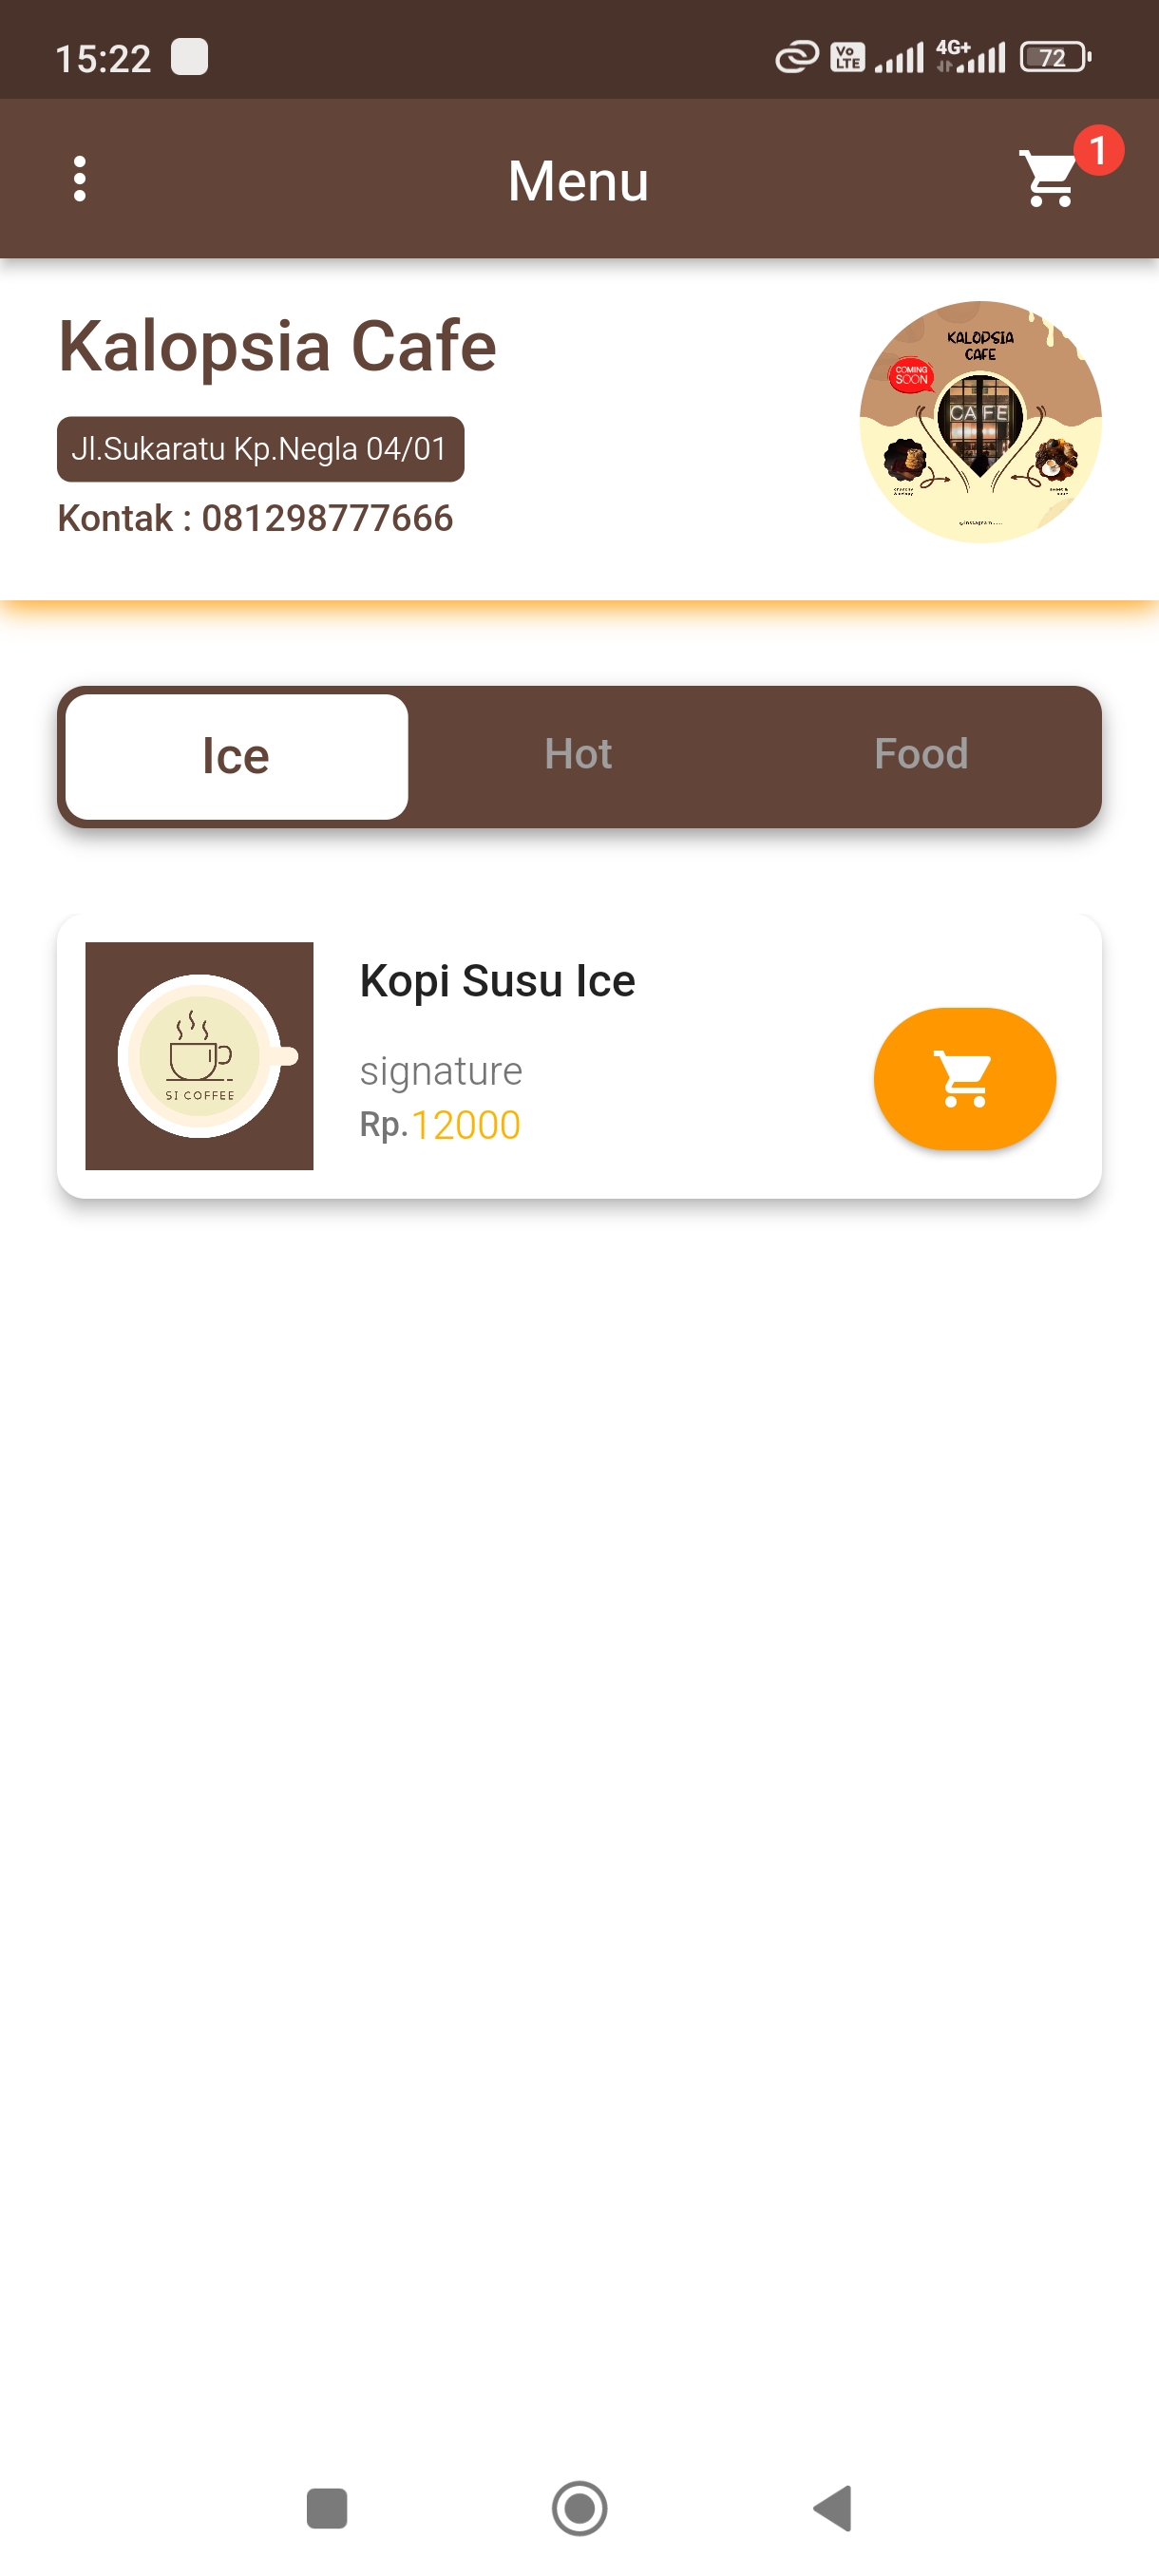 15:22
Vo LTE
4G+
72
Menu
1
Kalopsia Cafe
Jl.Sukaratu Kp.Negla 04/01
Kontak : 081298777666
KALOPSIA
CAFE
COMING
SOON
CAFE
Ice
Hot
Food
Kopi Susu Ice
signature
Rp.12000
SI COFFEE